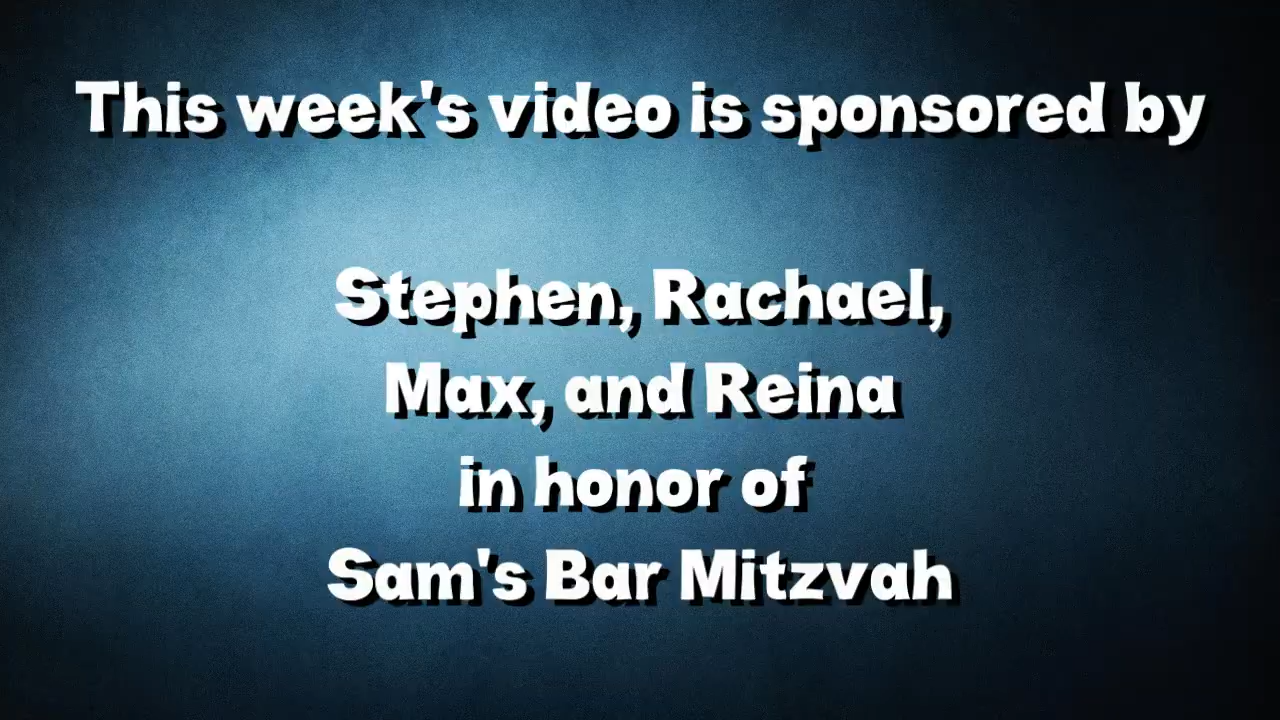 This week's video is sponsored by
Stephen, Rachael,
Max, and Reina
in honor of
Sam's Bar Mitzvah